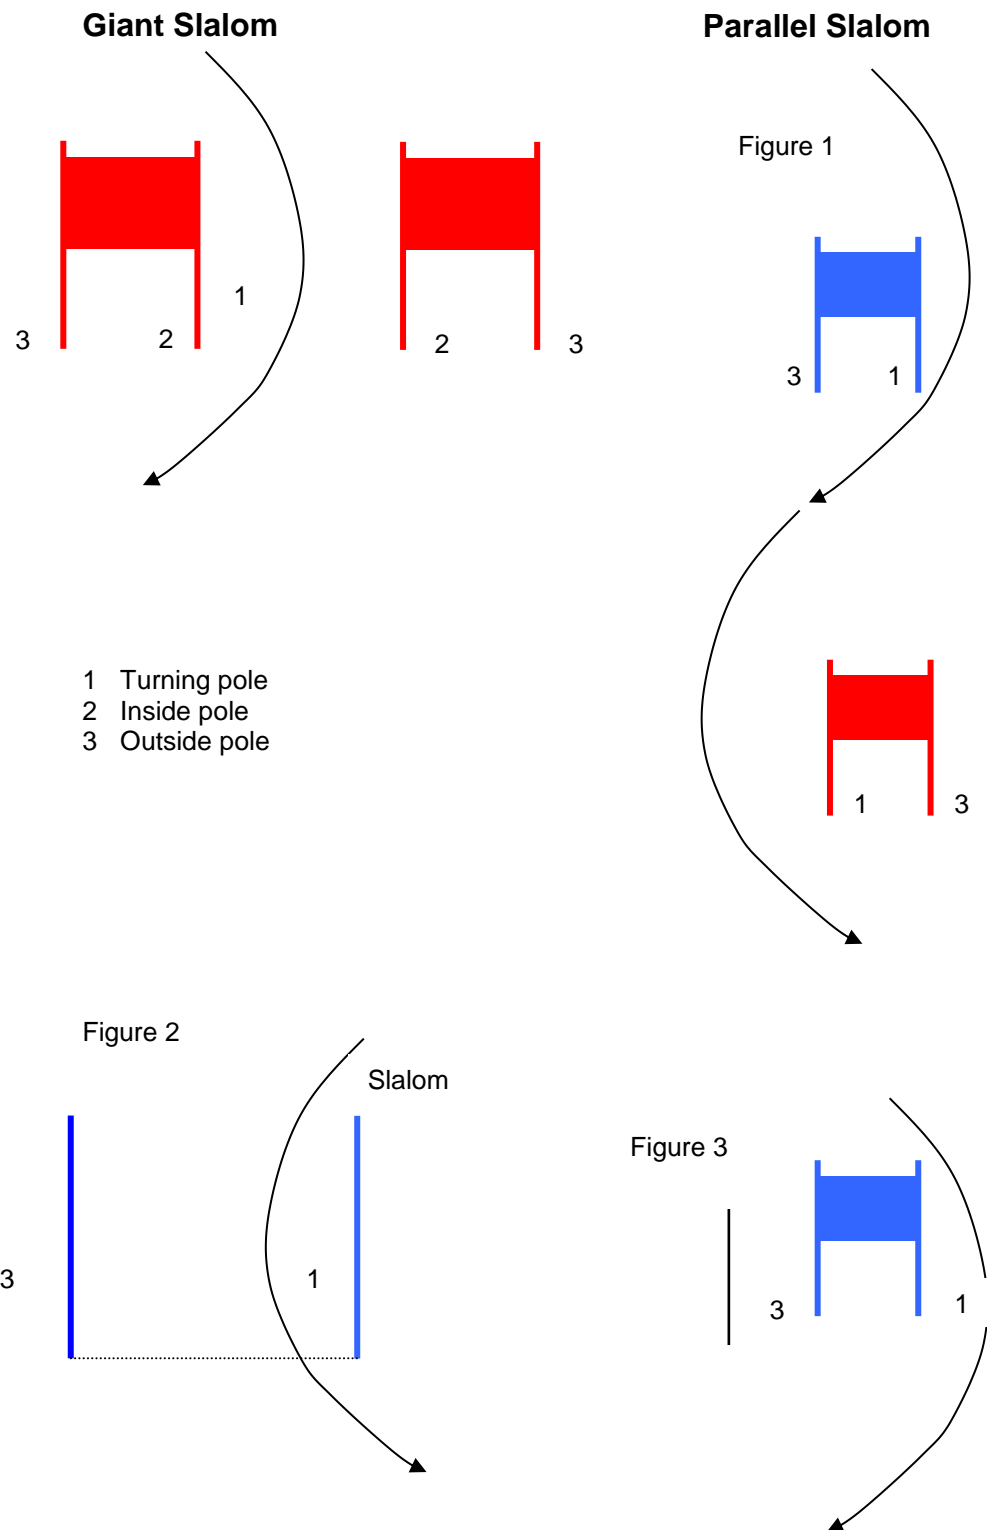 Giant Slalom
Parallel Slalom
Figure 1
1
3 2
2 3
3 1
1 Turning pole
2 Inside pole
3 Outside pole
1 3
Figure 2
Slalom
Figure 3
3 1
3 1